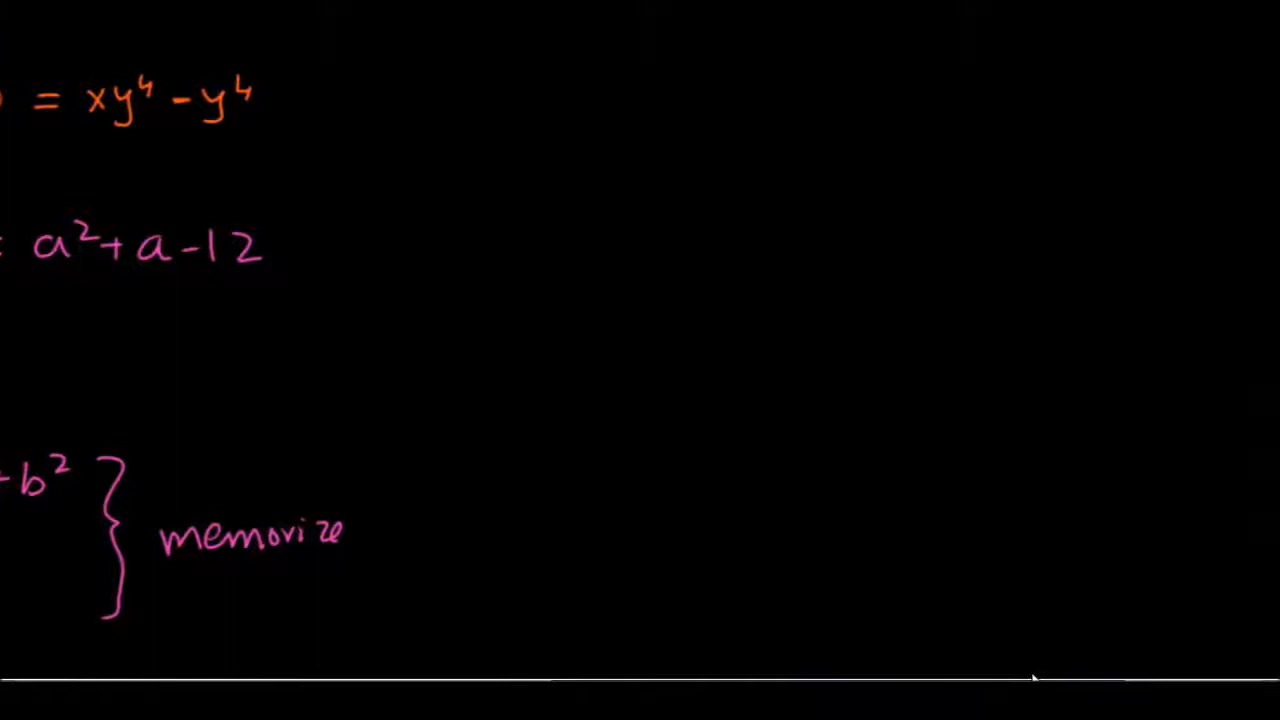 ) = xy⁴ - y⁴
= a² + a - 12
+ b²
memorize